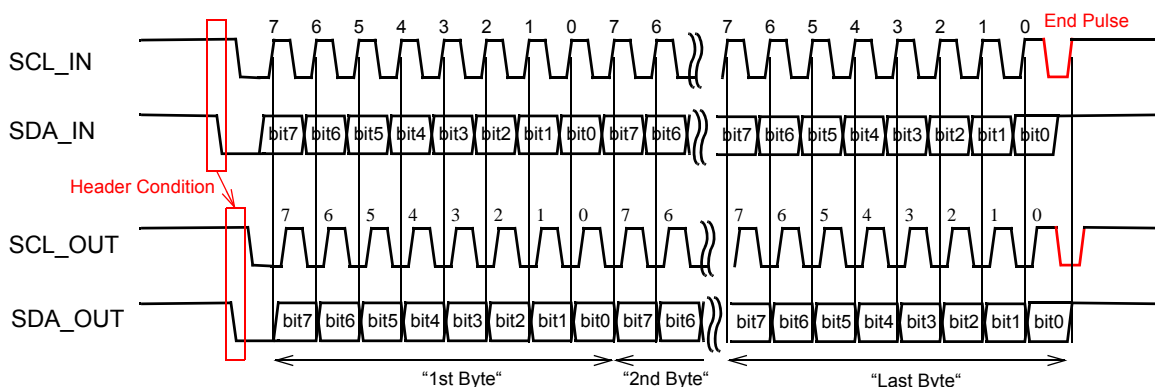 7 6 5 4 3 2 1 0 7 6 7 6 5 4 3 2 1 0 End Pulse
SCL_IN
SDA_IN bit7 bit6 bit5 bit4 bit3 bit2 bit1 bit0 bit7 bit6 bit7 bit6 bit5 bit4 bit3 bit2 bit1 bit0
Header Condition
7 6 5 4 3 2 1 0 7 6 7 6 5 4 3 2 1 0
SCL_OUT
SDA_OUT bit7 bit6 bit5 bit4 bit3 bit2 bit1 bit0 bit7 bit6 bit7 bit6 bit5 bit4 bit3 bit2 bit1 bit0
“1st Byte“ “2nd Byte“ “Last Byte“